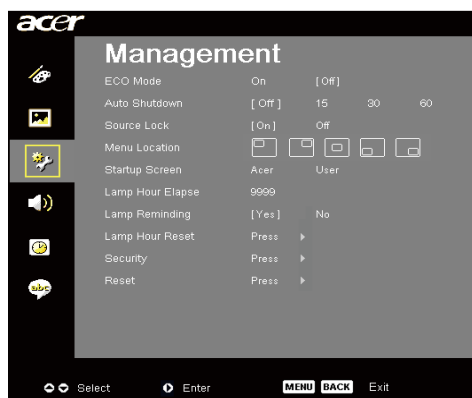 acer
Management
ECO Mode On [Off]
Auto Shutdown [Off] 15 30 60
Source Lock [On] Off
Menu Location
Startup Screen Acer User
Lamp Hour Elapse 9999
Lamp Reminding [Yes] No
Lamp Hour Reset Press
Security Press
Reset Press
abc
Select Enter MENU BACK Exit